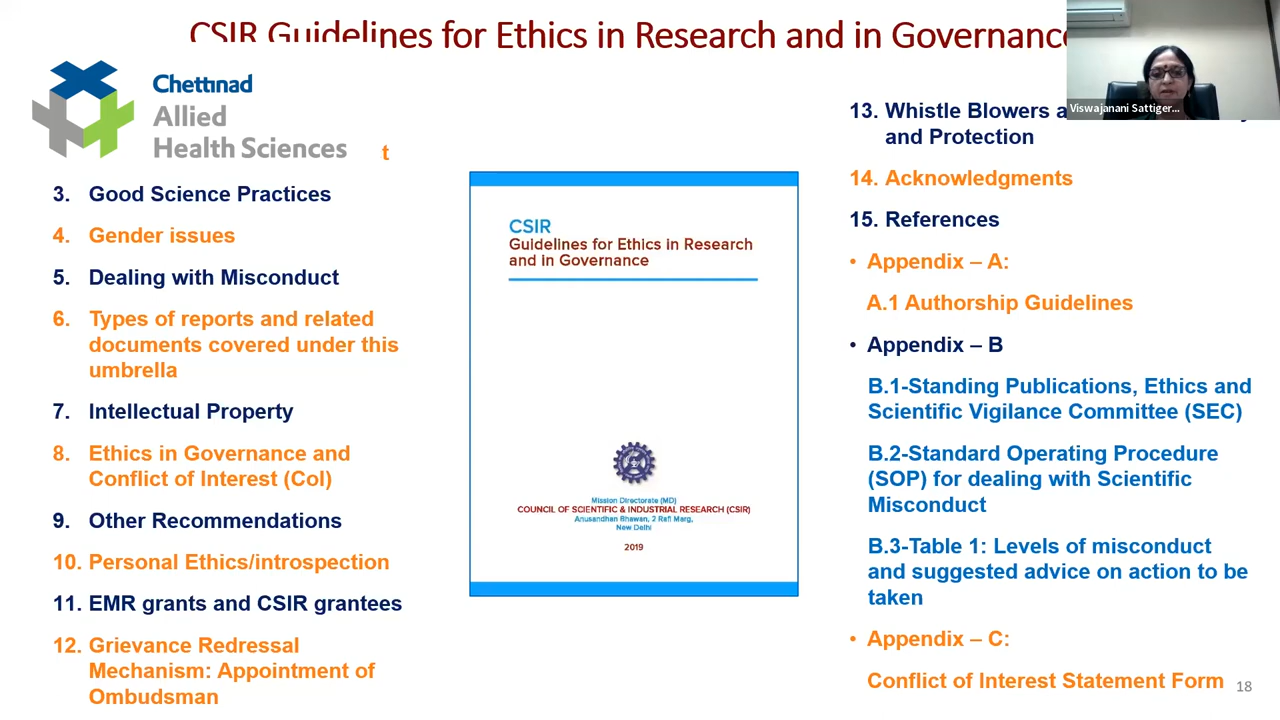 CSIR Guidelines for Ethics in Research and in Governance
Chettinad
Allied
Health Sciences
t
3. Good Science Practices
4. Gender issues
5. Dealing with Misconduct
6. Types of reports and related
documents covered under this
umbrella
7. Intellectual Property
8. Ethics in Governance and
Conflict of Interest (CoI)
9. Other Recommendations
10. Personal Ethics/introspection
11. EMR grants and CSIR grantees
12. Grievance Redressal
Mechanism: Appointment of
Ombudsman
CSIR
Guidelines for Ethics in Research
and in Governance
Mission Directorate (MD)
COUNCIL OF SCIENTIFIC & INDUSTRIAL RESEARCH (CSIR)
Anusandhan Bhawan, 2 Rafi Marg,
New Delhi
2019
Viswajanani Sattiger...
13. Whistle Blowers
and Protection
14. Acknowledgments
15. References
• Appendix – A:
A.1 Authorship Guidelines
• Appendix – B
B.1-Standing Publications, Ethics and
Scientific Vigilance Committee (SEC)
B.2-Standard Operating Procedure
(SOP) for dealing with Scientific
Misconduct
B.3-Table 1: Levels of misconduct
and suggested advice on action to be
taken
• Appendix – C:
Conflict of Interest Statement Form
18